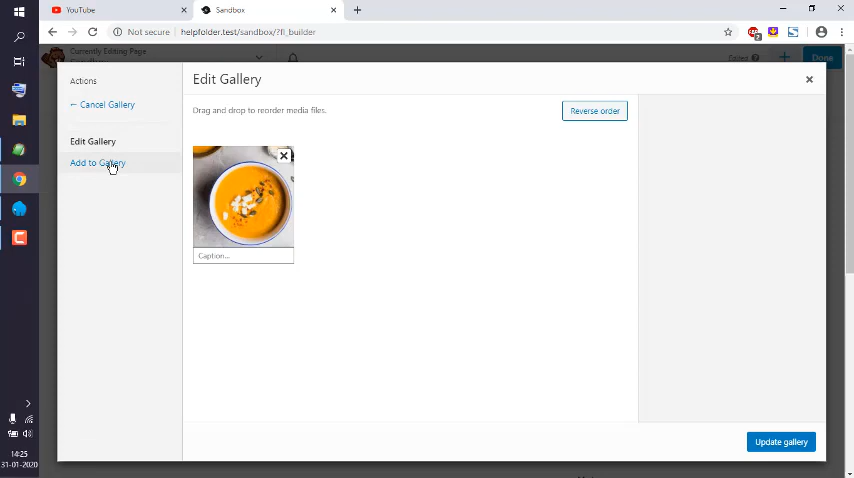 YouTube
Sandbox
Not secure
helpfolder.test/sandbox/?fl_builder
Currently Editing Page
Done
Actions
← Cancel Gallery
Edit Gallery
Add to Gallery
Edit Gallery
Drag and drop to reorder media files.
Reverse order
Caption...
Update gallery
14:25
31-01-2020